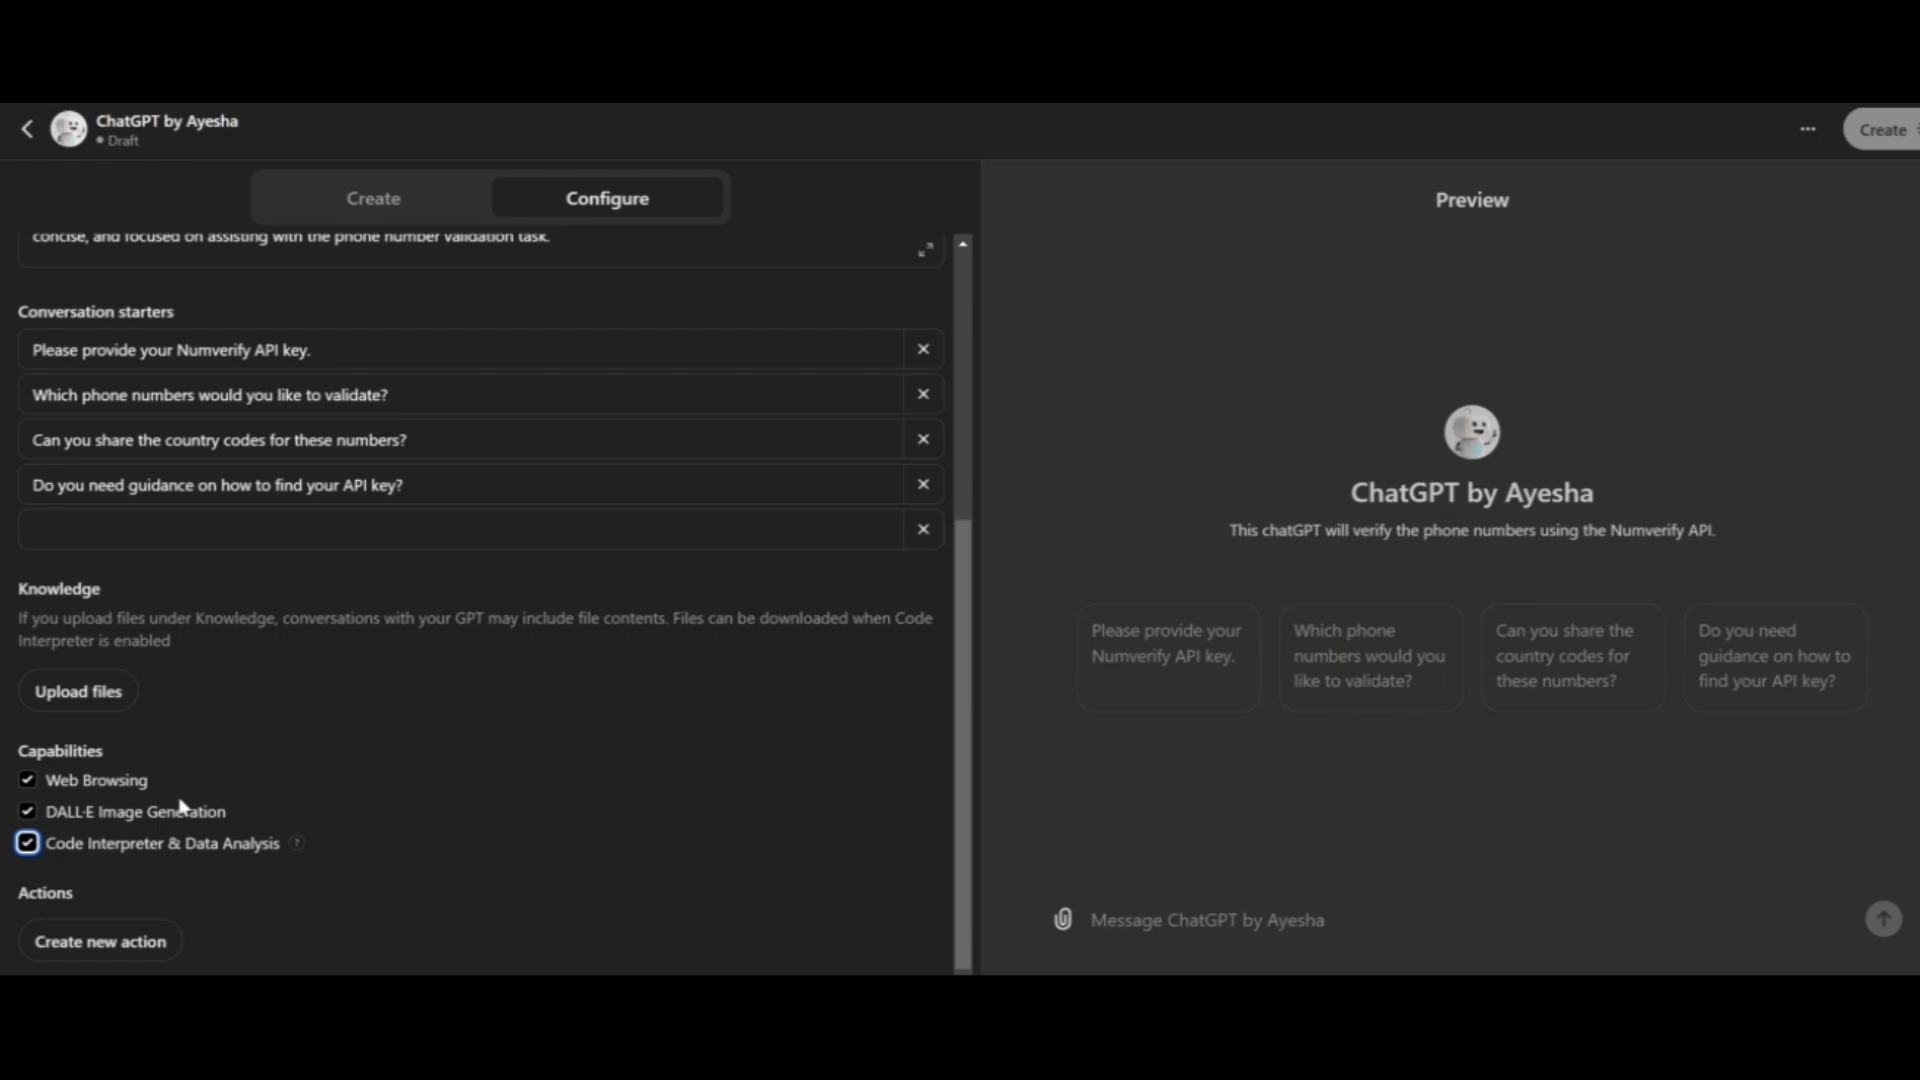 ChatGPT by Ayesha
Draft
Create
Create
Configure
concise, and focused on assisting with the phone number validation task.
Conversation starters
Please provide your Numverify API key.
Which phone numbers would you like to validate?
Can you share the country codes for these numbers?
Do you need guidance on how to find your API key?
Knowledge
If you upload files under Knowledge, conversations with your GPT may include file contents. Files can be downloaded when Code
Interpreter is enabled
Upload files
Capabilities
Web Browsing
DALL·E Image Generation
Code Interpreter & Data Analysis ?
Actions
Create new action
Preview
ChatGPT by Ayesha
This chatGPT will verify the phone numbers using the Numverify API.
Please provide your
Numverify API key.
Which phone
numbers would you
like to validate?
Can you share the
country codes for
these numbers?
Do you need
guidance on how to
find your API key?
Message ChatGPT by Ayesha